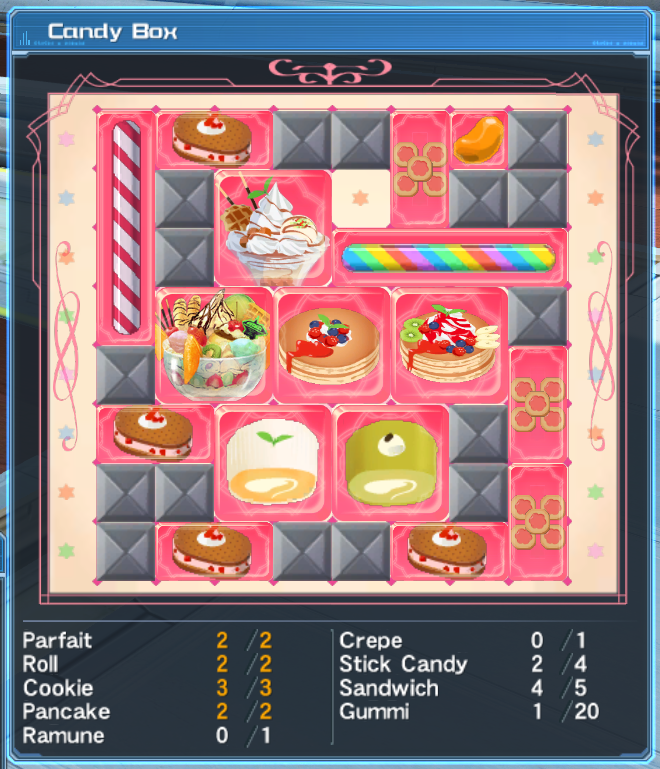 Candy Box
Parfait 2 /2
Roll 2 /2
Cookie 3 /3
Pancake 2 /2
Ramune 0 /1
Crepe 0 /1
Stick Candy 2 /4
Sandwich 4 /5
Gummi 1 /20